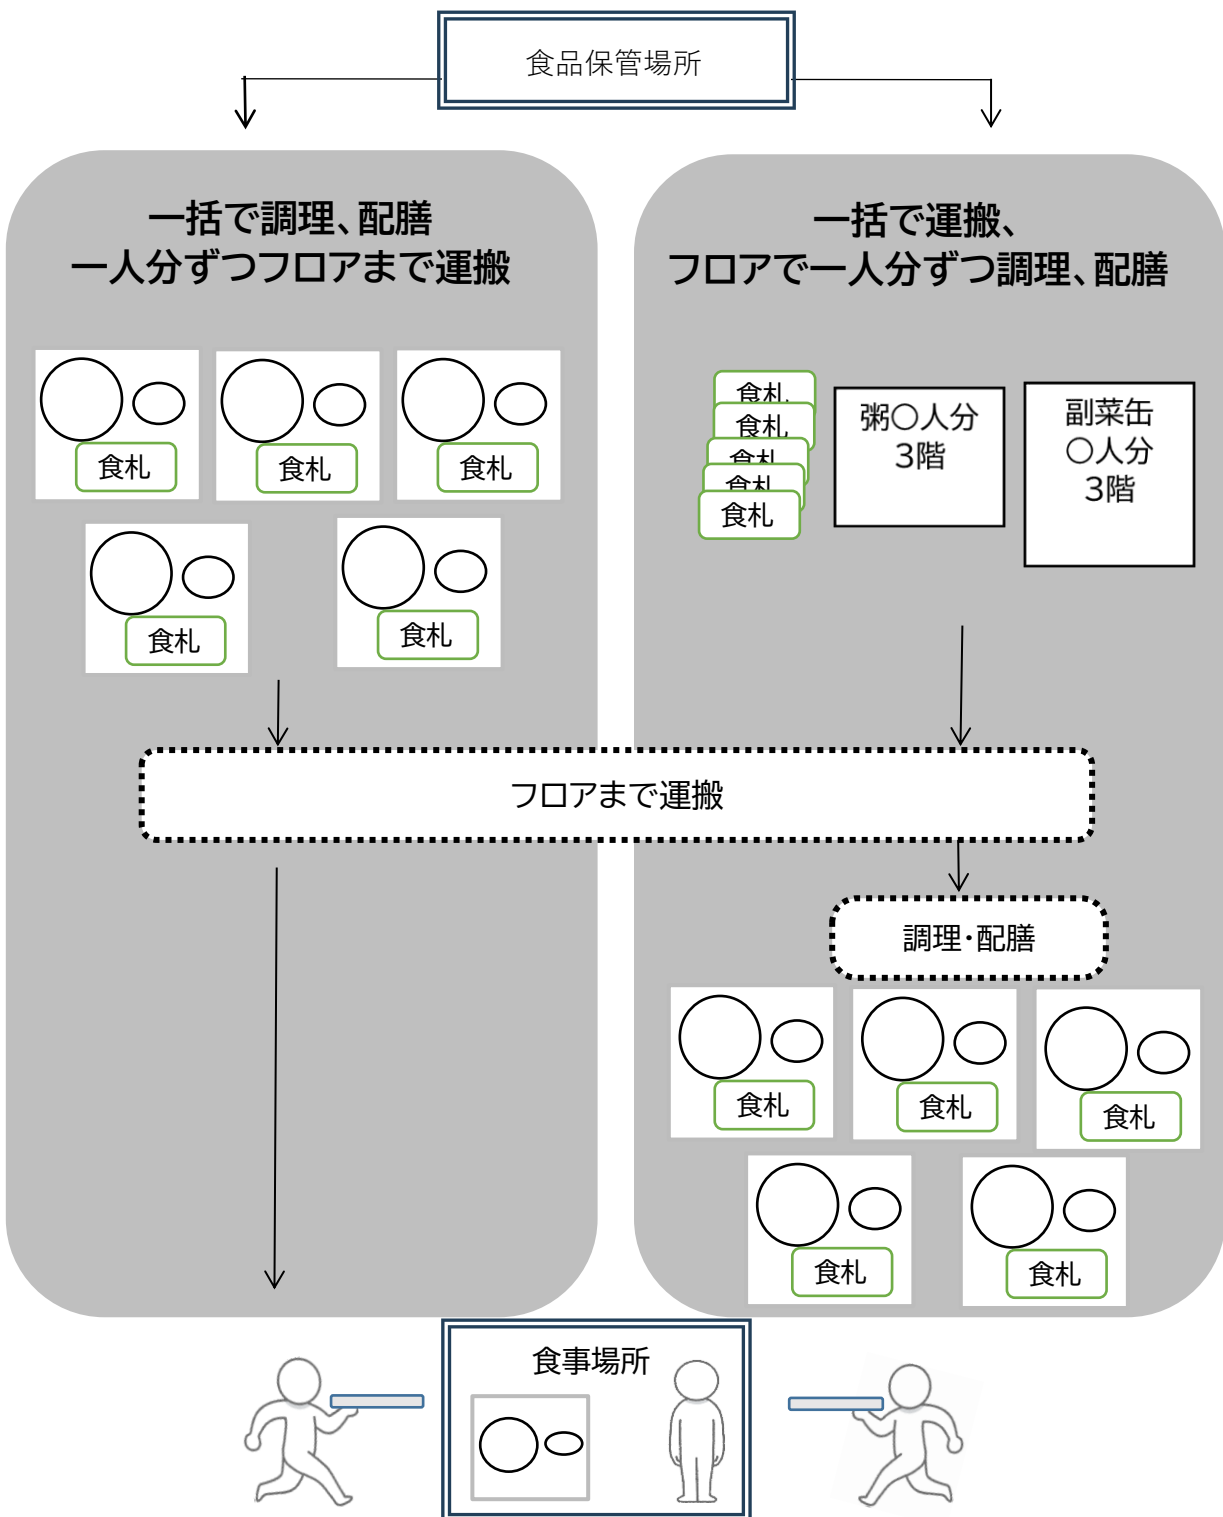 食品保管場所
一括で調理、配膳
一人分ずつフロアまで運搬
食札
食札
食札
食札
食札
一括で運搬、
フロアで一人分ずつ調理、配膳
食札
食札
食札
食札
食札
粥〇人分
3階
副菜缶
〇人分
3階
フロアまで運搬
調理・配膳
食札
食札
食札
食札
食札
食事場所